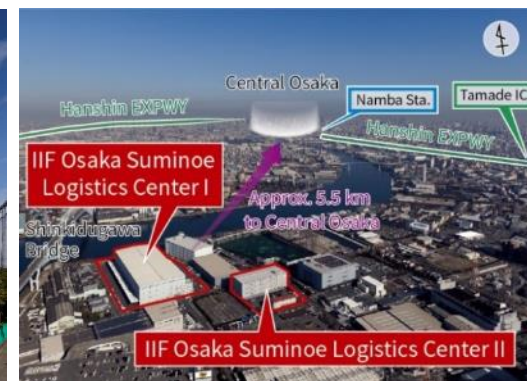 Central Osaka
Namba Sta.
Tamade IC
Hanshin EXPWY
Hanshin EXPWY
IIF Osaka Suminoe
Logistics Center I
Shinkidugawa
Bridge
Approx. 5.5 km
to Central Osaka
IIF Osaka Suminoe Logistics Center II